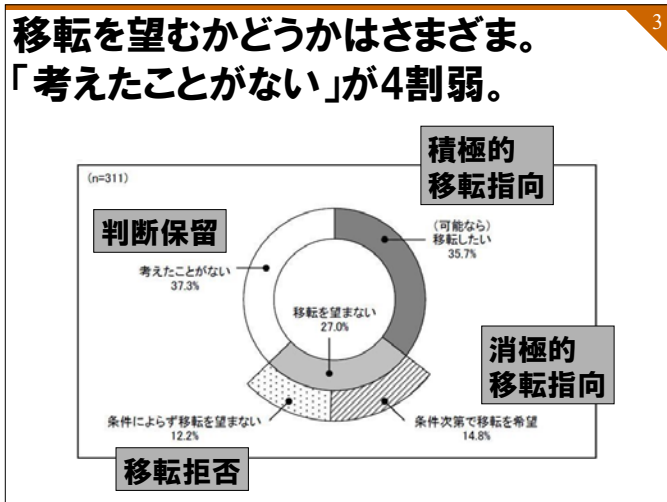 3
移転を望むかどうかはさまざま。
「考えたことがない」が4割弱。
(n=311)
積極的
移転指向
判断保留
(可能なら)
移転したい
35.7%
考えたことがない
37.3%
移転を望まない
27.0%
消極的
移転指向
条件によらず移転を望まない
12.2%
条件次第で移転を希望
14.8%
移転拒否